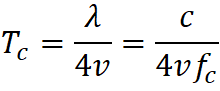 T_c = λ/4v = c/4vf_c